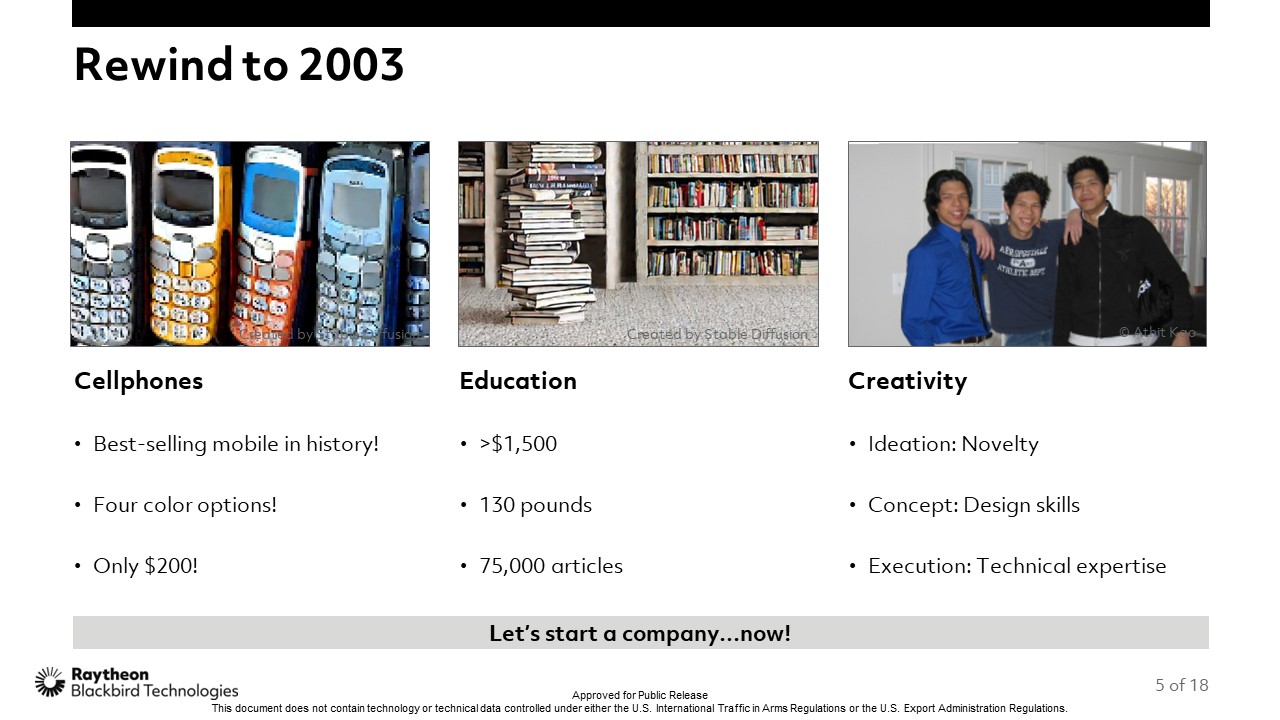 Rewind to 2003
Created by Stable Diffusion
Created by Stable Diffusion
AEROPOSTALE
A
ATHLETIC DEPT.
© Athit Kao
Cellphones
Education
Creativity
• Best-selling mobile in history!
• >$1,500
• Ideation: Novelty
• Four color options!
• 130 pounds
• Concept: Design skills
• Only $200!
• 75,000 articles
• Execution: Technical expertise
Let's start a company...now!
Raytheon
Blackbird Technologies
5 of 18
Approved for Public Release
This document does not contain technology or technical data controlled under either the U.S. International Traffic in Arms Regulations or the U.S. Export Administration Regulations.